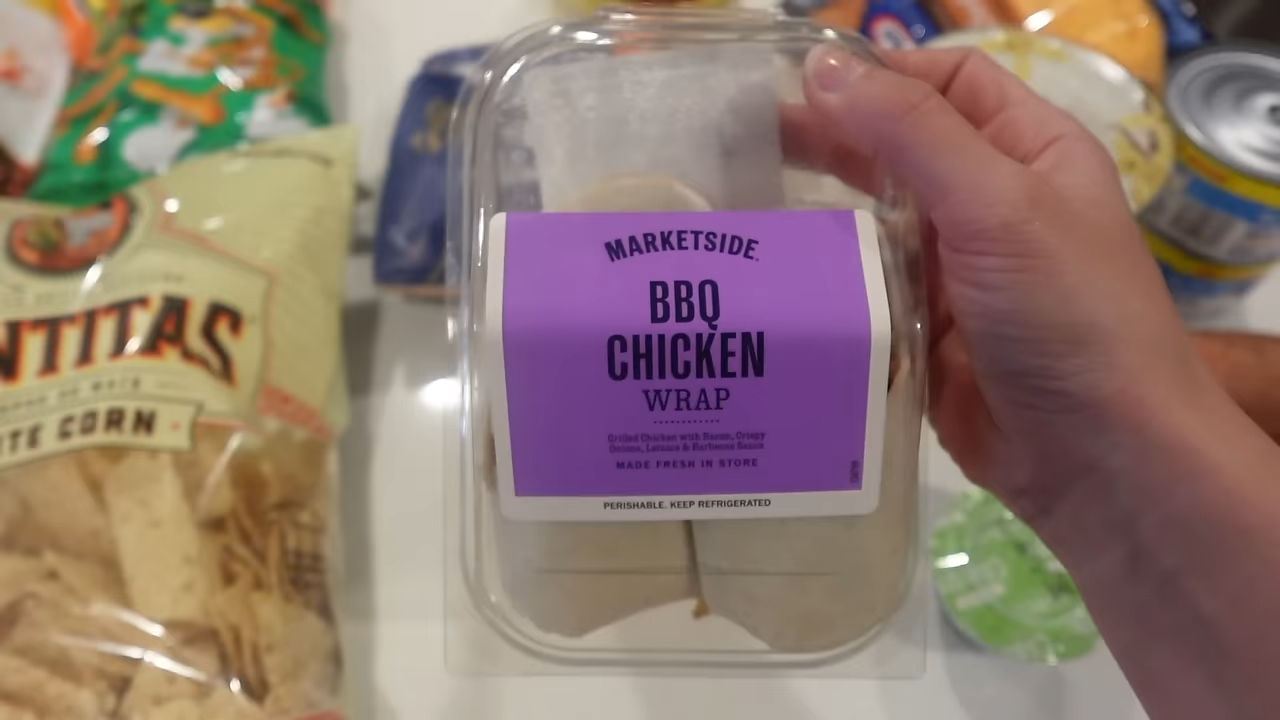 MARKETSIDE.
BBQ
CHICKEN
WRAP
Grilled Chicken with Bacon, Crispy
Onions, Lettuce & Barbecue Sauce
MADE FRESH IN STORE
PERISHABLE. KEEP REFRIGERATED
NTITAS
TE CORN